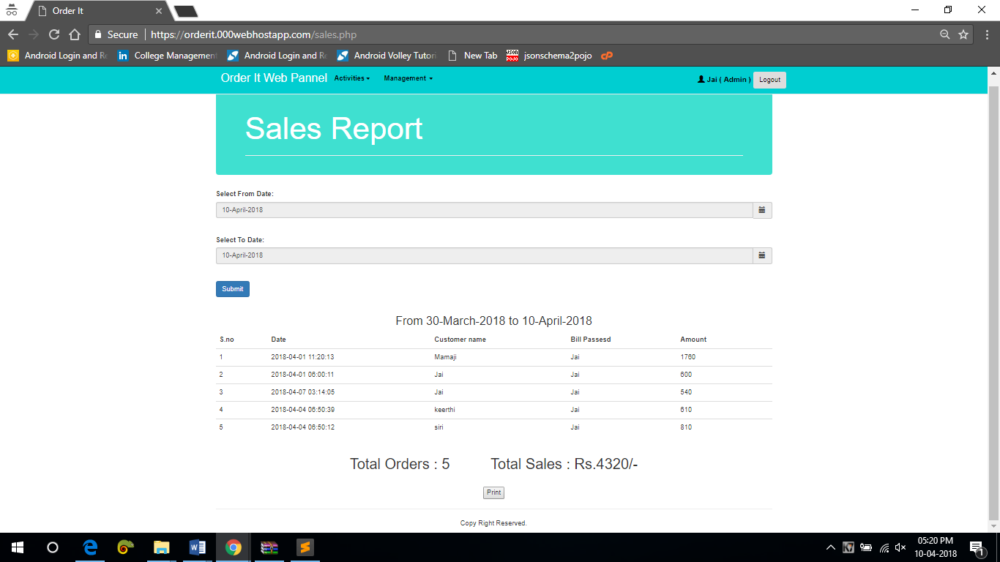 Order It
Secure https://orderit.000webhostapp.com/sales.php
Android Login and Re College Management Android Login and Re Android Volley Tutori New Tab JSON POJO jsonschema2pojo cP
Order It Web Pannel Activities Management Jai ( Admin ) Logout
Sales Report
Select From Date:
10-April-2018
Select To Date:
10-April-2018
Submit
From 30-March-2018 to 10-April-2018
S.no Date Customer name Bill Passesd Amount
1 2018-04-01 11:20:13 Mamaji Jai 1760
2 2018-04-01 06:00:11 Jai Jai 600
3 2018-04-07 03:14:05 Jai Jai 540
4 2018-04-04 06:50:39 keerthi Jai 610
5 2018-04-04 06:50:12 siri Jai 810
Total Orders : 5 Total Sales : Rs.4320/-
Print
Copy Right Reserved.
05:20 PM
10-04-2018
1